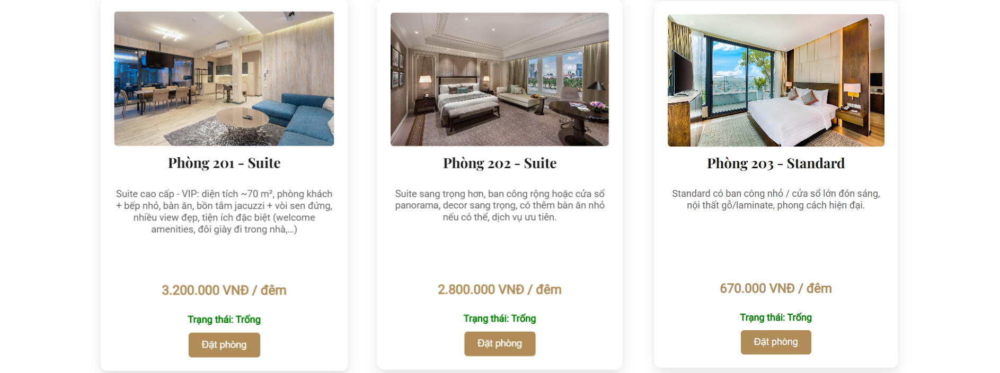 Phòng 201 - Suite
Suite cao cấp - VIP: diện tích ~70 m², phòng khách
+ bếp nhỏ, bàn ăn, bồn tắm jacuzzi + vòi sen đứng,
nhiều view đẹp, tiện ích đặc biệt (welcome
amenities, đôi giày đi trong nhà,...)
3.200.000 VNĐ / đêm
Trạng thái: Trống
Đặt phòng
Phòng 202 - Suite
Suite sang trọng hơn, ban công rộng hoặc cửa sổ
panorama, decor sang trọng, có thêm bàn ăn nhỏ
nếu có thể, dịch vụ ưu tiên.
2.800.000 VNĐ / đêm
Trạng thái: Trống
Đặt phòng
Phòng 203 - Standard
Standard có ban công nhỏ / cửa sổ lớn đón sáng,
nội thất gỗ/laminate, phong cách hiện đại.
670.000 VNĐ / đêm
Trạng thái: Trống
Đặt phòng